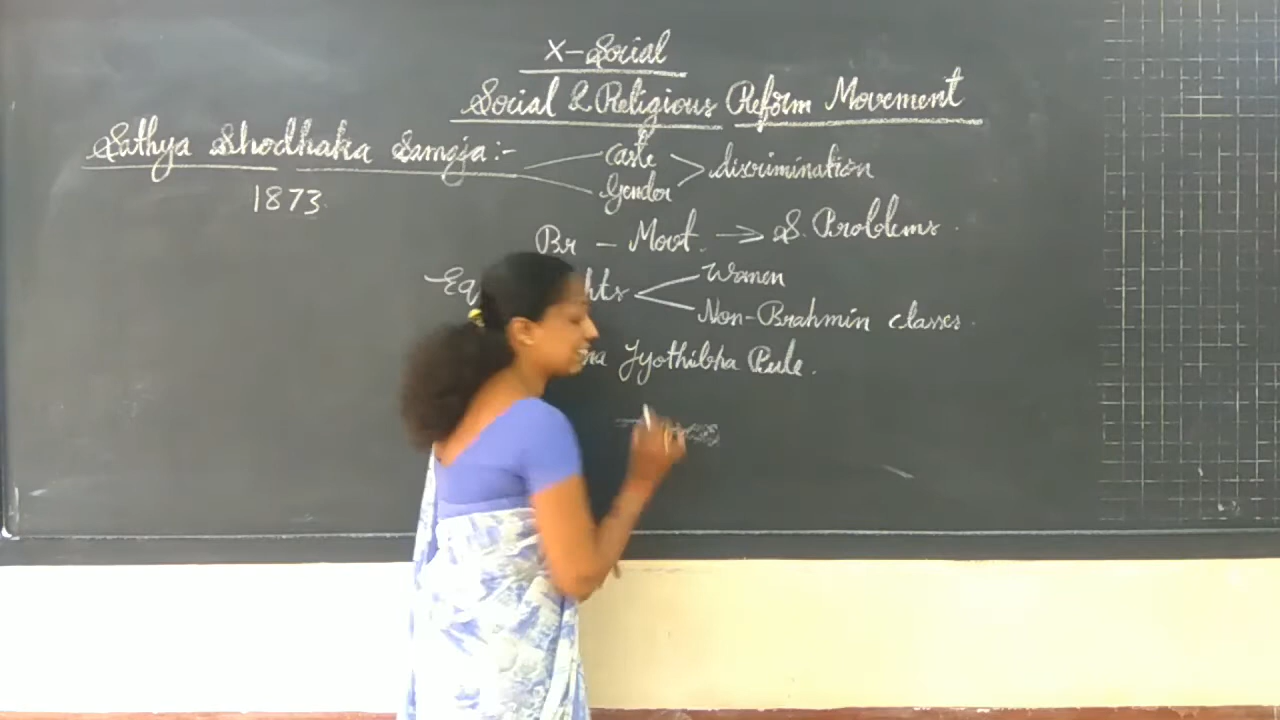 X-Social
Social & Religious Reform Movement
Sathya Shodhaka Samaja:-
1873
Caste
Gender
discrimination
Br - Movt. → S. Problems.
Women
Non-Brahmin classes.
Jyothibha Pule.